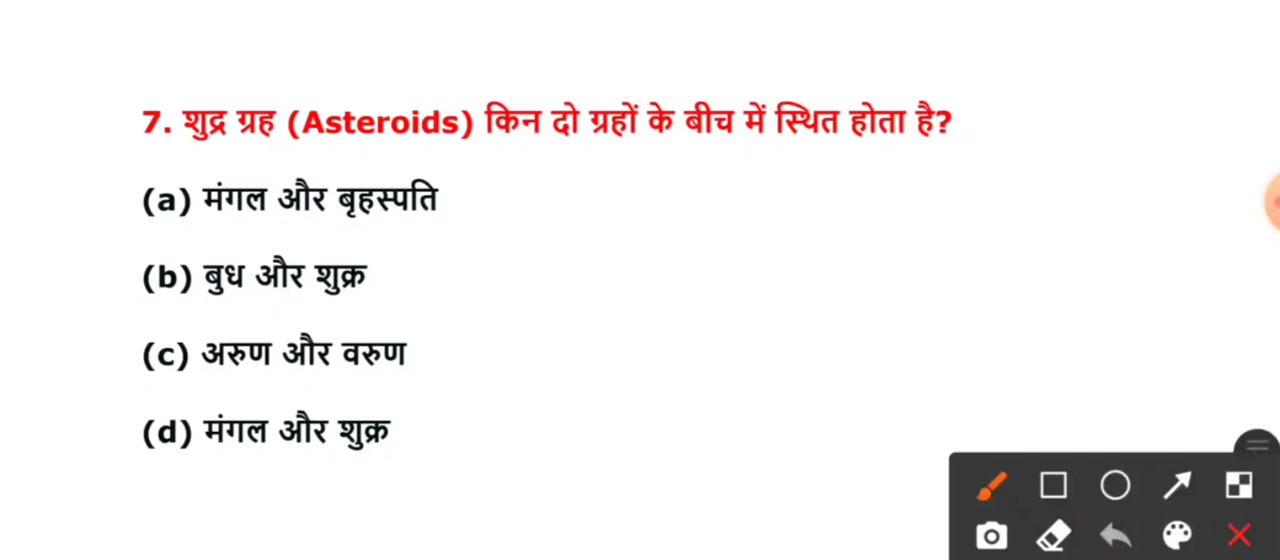 7. शुद्र ग्रह (Asteroids) किन दो ग्रहों के बीच में स्थित होता है?
(a) मंगल और बृहस्पति
(b) बुध और शुक्र
(c) अरुण और वरुण
(d) मंगल और शुक्र